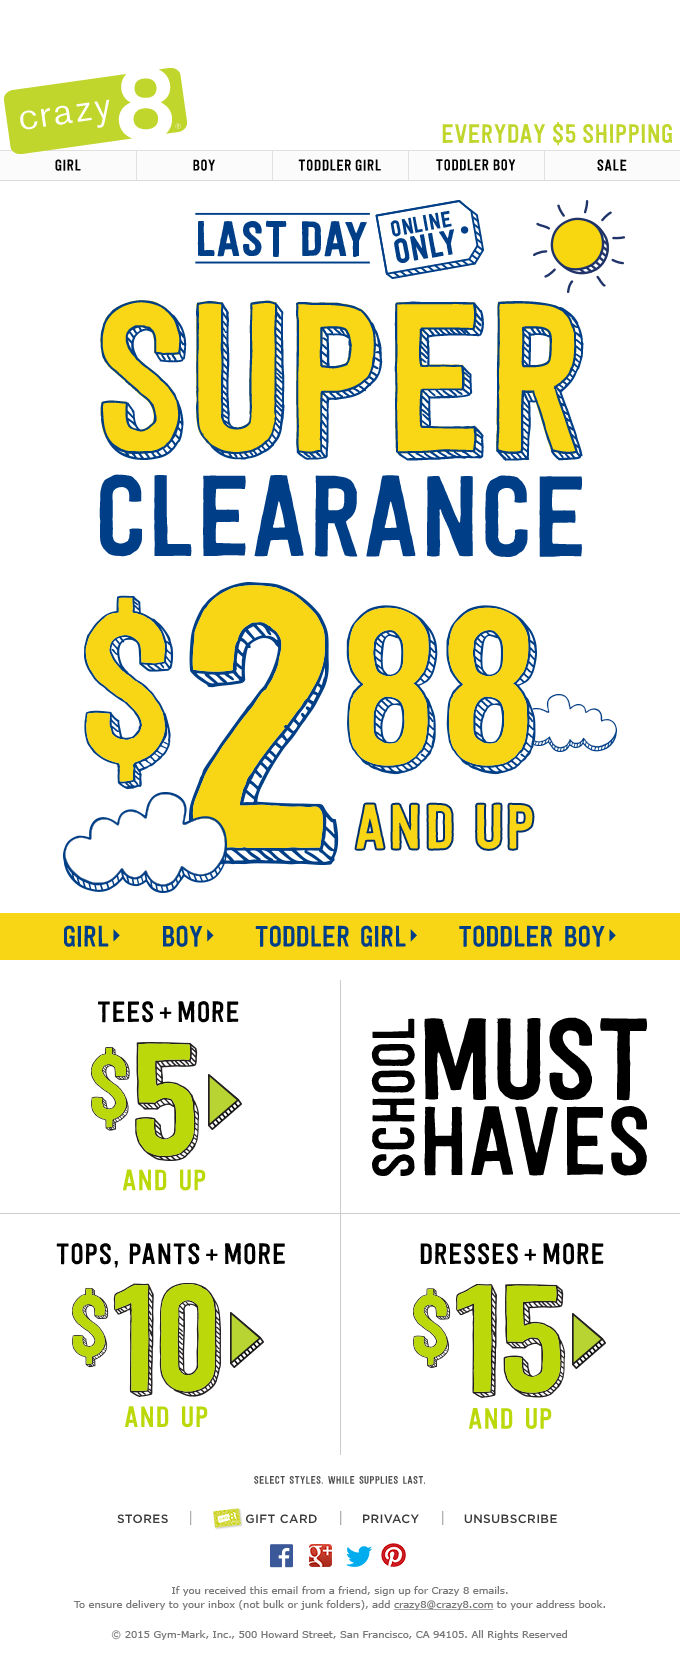 crazy8®
EVERYDAY $5 SHIPPING
GIRL
BOY
TODDLER GIRL
TODDLER BOY
SALE
LAST DAY
ONLINE
ONLY
SUPER
CLEARANCE
$288
AND UP
GIRL
BOY
TODDLER GIRL
TODDLER BOY
TEES + MORE
$5
AND UP
SCHOOL
MUST
HAVES
TOPS, PANTS + MORE
$10
AND UP
DRESSES + MORE
$15
AND UP
SELECT STYLES. WHILE SUPPLIES LAST.
STORES
GIFT CARD
PRIVACY
UNSUBSCRIBE
If you received this email from a friend, sign up for Crazy 8 emails.
To ensure delivery to your inbox (not bulk or junk folders), add crazy8@crazy8.com to your address book.
© 2015 Gym-Mark, Inc., 500 Howard Street, San Francisco, CA 94105. All Rights Reserved